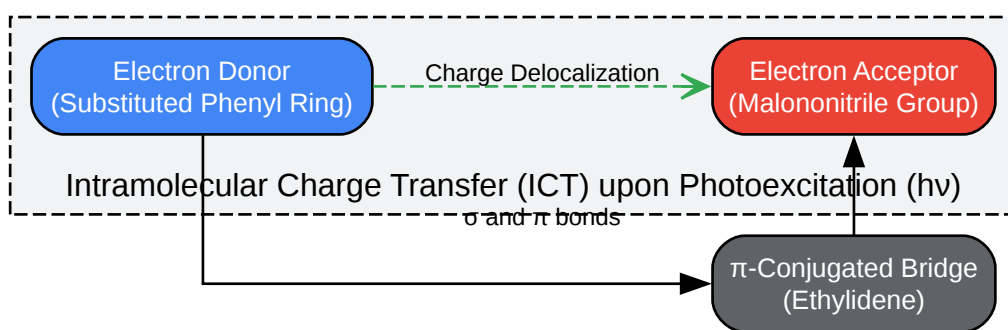 Electron Donor
(Substituted Phenyl Ring)
Charge Delocalization
Electron Acceptor
(Malononitrile Group)
Intramolecular Charge Transfer (ICT) upon Photoexcitation (hν)
σ and π bonds
π-Conjugated Bridge
(Ethylidene)